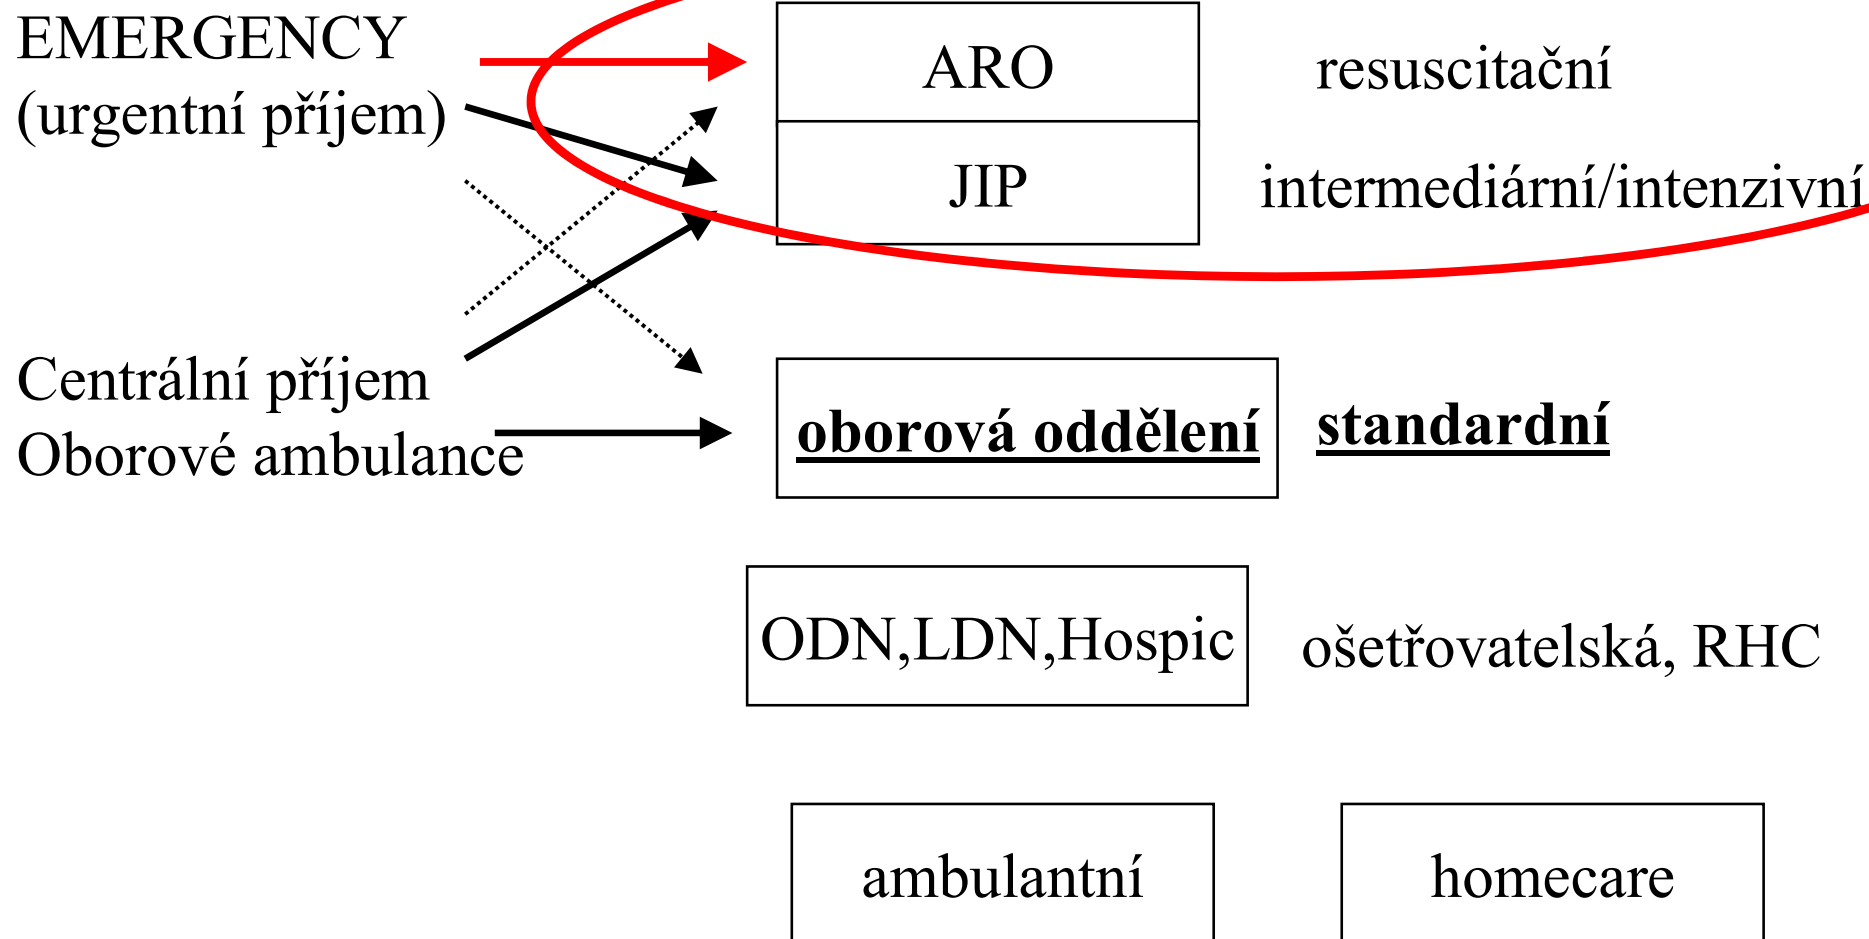 EMERGENCY
(urgentní příjem)
ARO
resuscitační
JIP
intermediární/intenzivní
Centrální příjem
Oborové ambulance
oborová oddělení
standardní
ODN,LDN,Hospic
ošetřovatelská, RHC
ambulantní
homecare